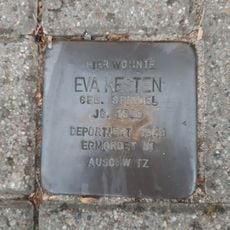 HIER WOHNTE
EVA KESTEN
GEB.
JG.
DEPORTIERT
ERMORDET IN
AUSCHWITZ